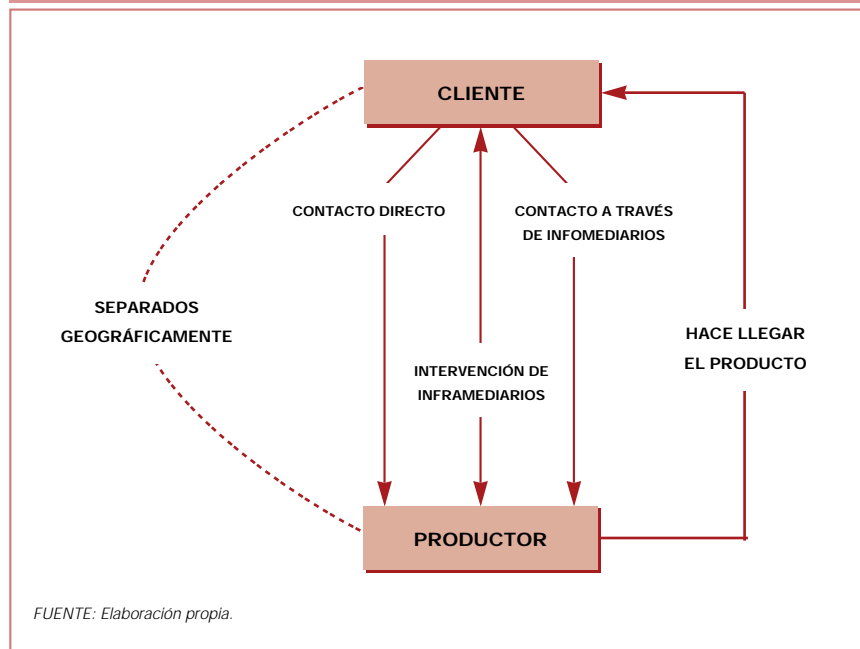 CLIENTE
CONTACTO DIRECTO
CONTACTO A TRAVÉS
DE INFOMEDIARIOS
SEPARADOS
GEOGRÁFICAMENTE
HACE LLEGAR
EL PRODUCTO
INTERVENCIÓN DE
INFRAMEDIARIOS
PRODUCTOR
FUENTE: Elaboración propia.